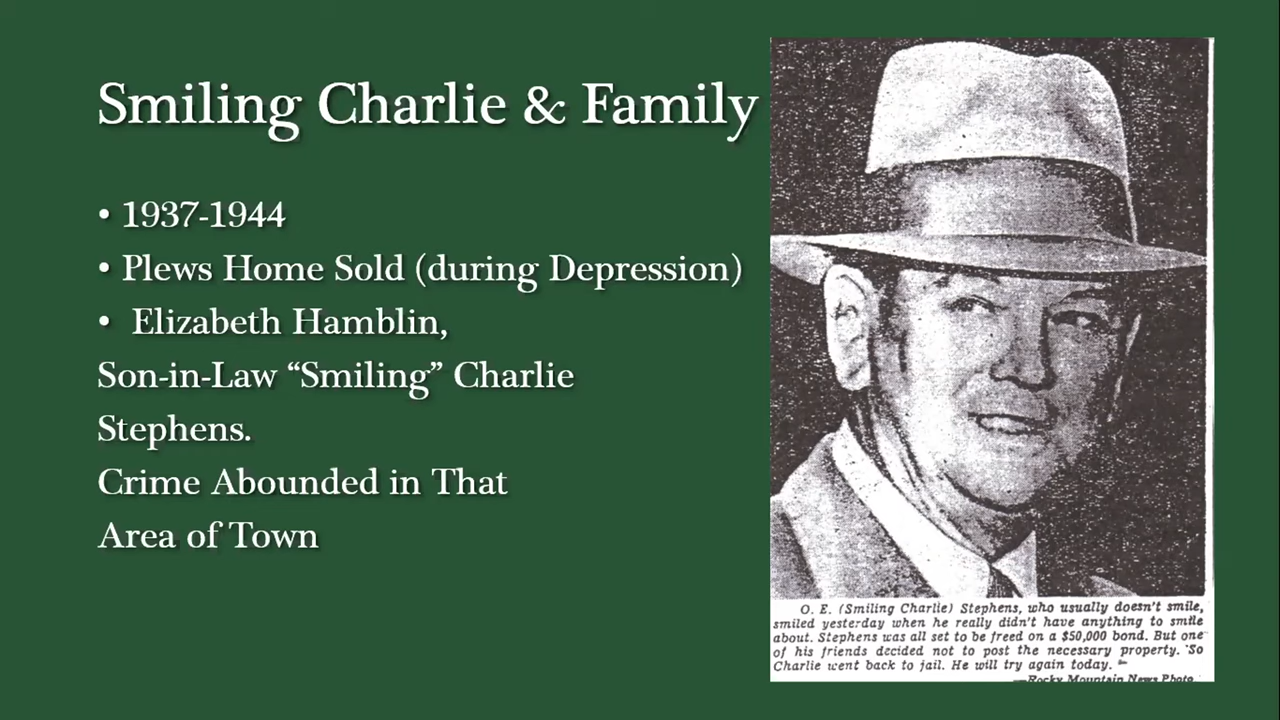 Smiling Charlie & Family
• 1937-1944
• Plews Home Sold (during Depression)
• Elizabeth Hamblin,
Son-in-Law “Smiling” Charlie
Stephens.
Crime Abounded in That
Area of Town
O. E. (Smiling Charlie) Stephens, who usually doesn't smile,
smiled yesterday when he really didn't have anything to smile
about. Stephens was all set to be freed on a $50,000 bond. But one
of his friends decided not to post the necessary property. So
Charlie went back to jail. He will try again today.
—Rocky Mountain News Photo